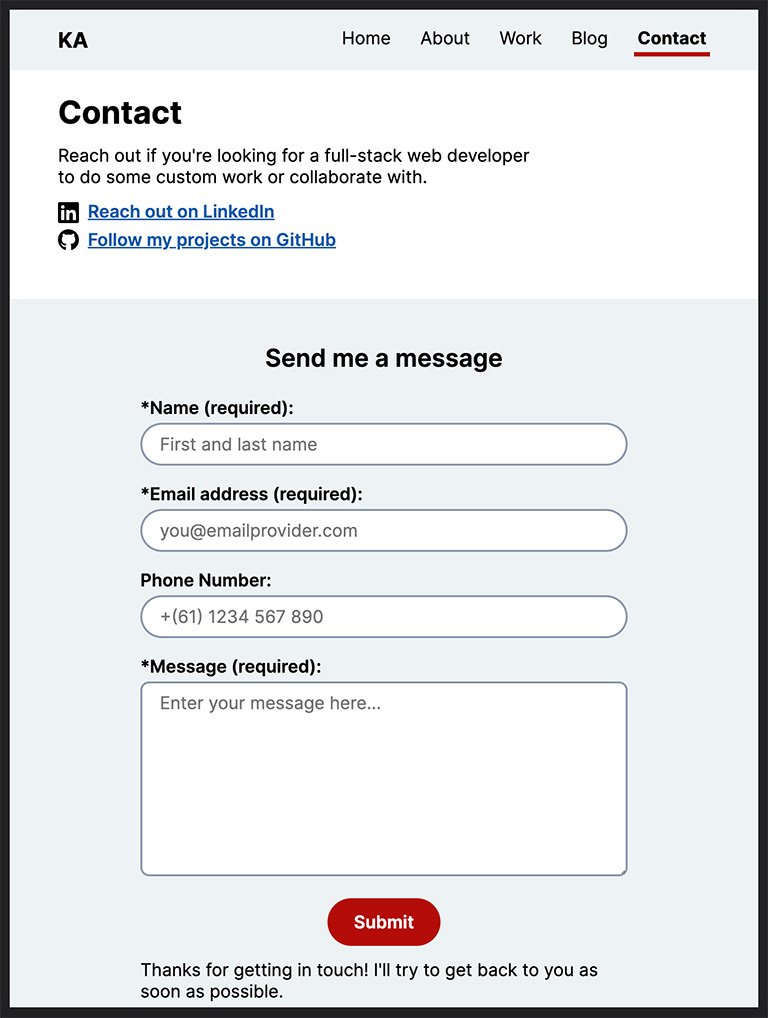 KA
Home About Work Blog Contact
Contact
Reach out if you're looking for a full-stack web developer
to do some custom work or collaborate with.
Reach out on LinkedIn
Follow my projects on GitHub
Send me a message
*Name (required):
First and last name
*Email address (required):
you@emailprovider.com
Phone Number:
+(61) 1234 567 890
*Message (required):
Enter your message here...
Submit
Thanks for getting in touch! I'll try to get back to you as
soon as possible.